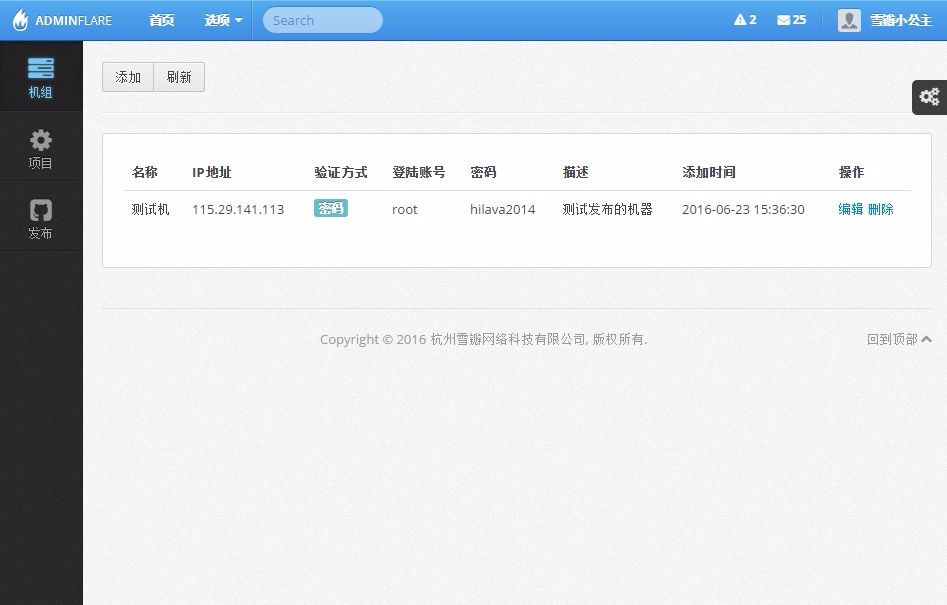 ADMINFLARE 首页 选项 Search 2 25 雪瓣小公主
机组
项目
发布
添加 刷新
名称 IP地址 验证方式 登陆账号 密码 描述 添加时间 操作
测试机 115.29.141.113 密码 root hilava2014 测试发布的机器 2016-06-23 15:36:30 编辑 删除
Copyright © 2016 杭州雪瓣网络科技有限公司, 版权所有. 回到顶部